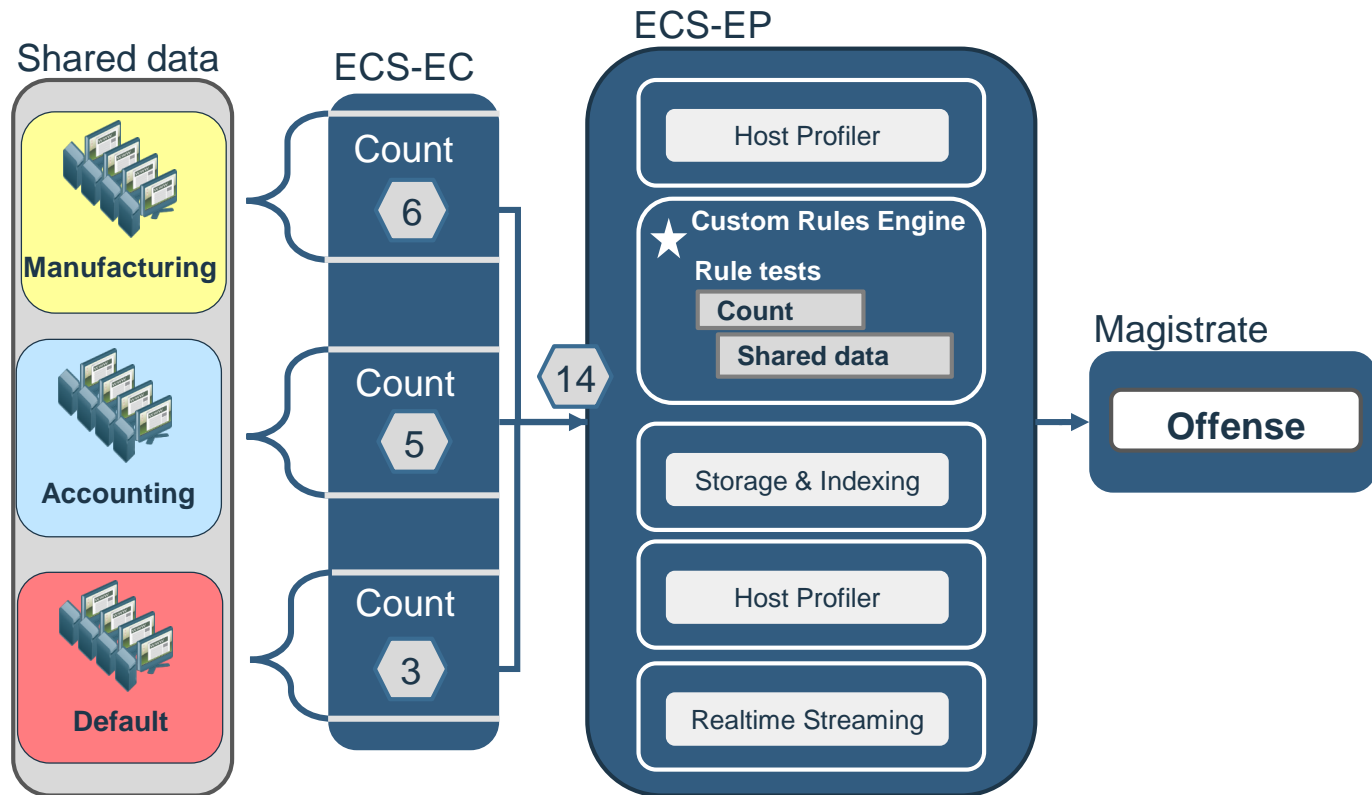 Shared data
Manufacturing
Accounting
Default
ECS-EC
Count
6
Count
5
Count
3
14
ECS-EP
Host Profiler
Custom Rules Engine
Rule tests
Count
Shared data
Storage & Indexing
Host Profiler
Realtime Streaming
Magistrate
Offense